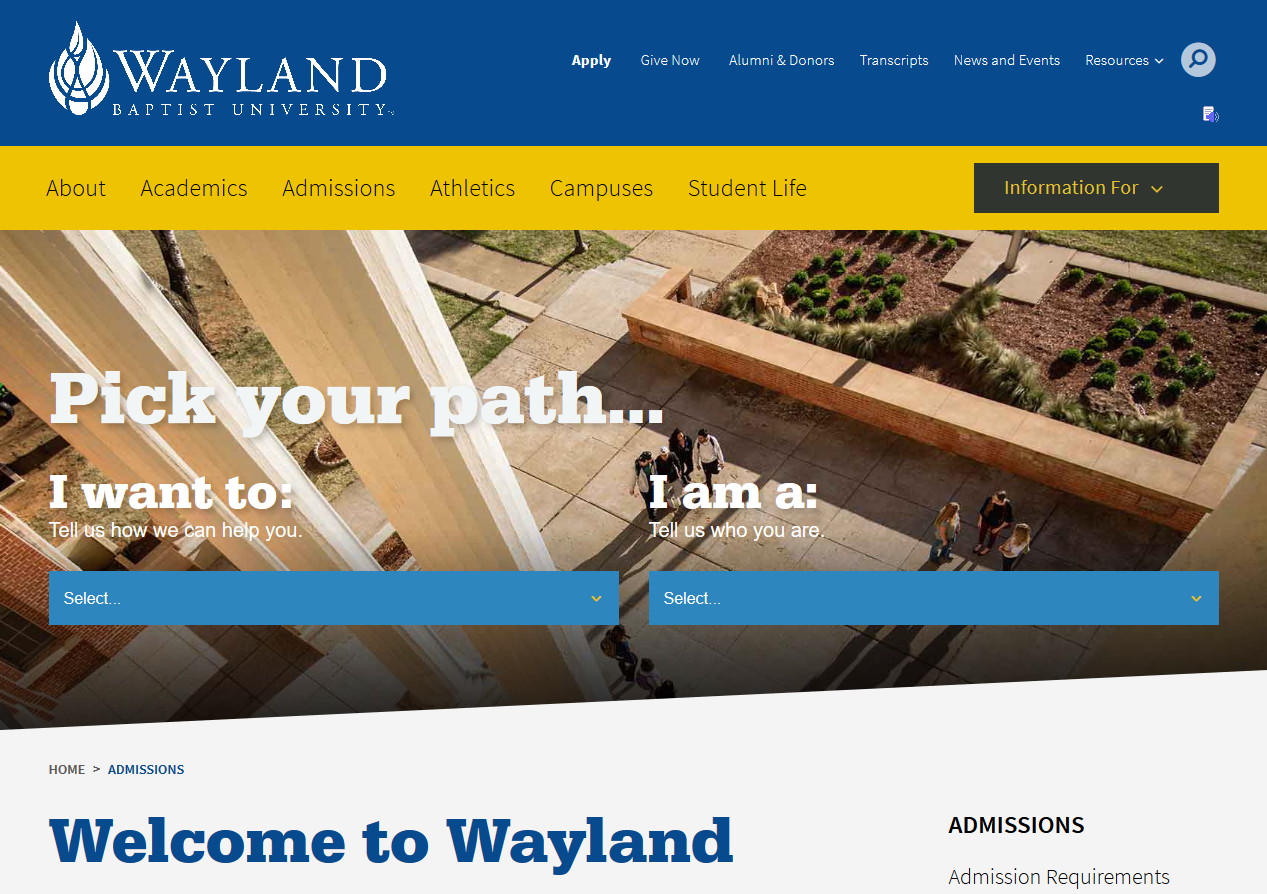 WAYLAND
BAPTIST UNIVERSITY
Apply Give Now Alumni & Donors Transcripts News and Events Resources
About Academics Admissions Athletics Campuses Student Life Information For
Pick your path...
I want to:
Tell us how we can help you.
Select...
I am a:
Tell us who you are.
Select...
HOME > ADMISSIONS
Welcome to Wayland
ADMISSIONS
Admission Requirements